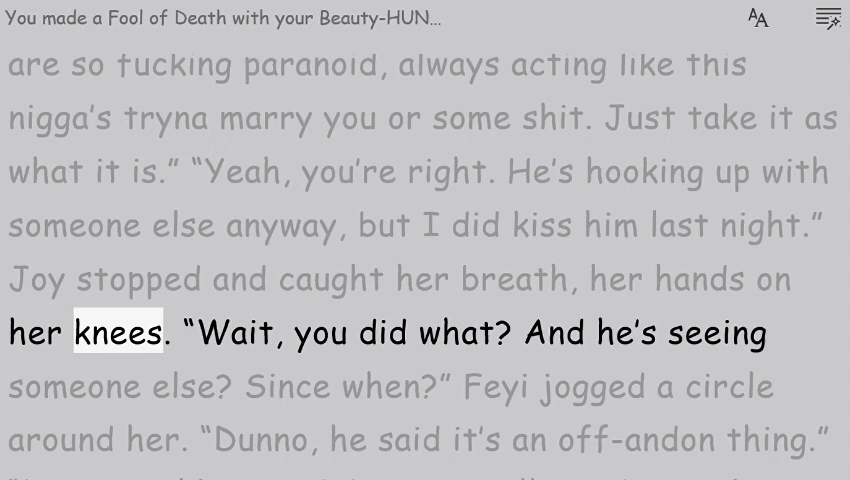 You made a Fool of Death with your Beauty-HUN...
are so fucking paranoid, always acting like this
nigga's tryna marry you or some shit. Just take it as
what it is.” “Yeah, you're right. He's hooking up with
someone else anyway, but I did kiss him last night.”
Joy stopped and caught her breath, her hands on
her knees. “Wait, you did what? And he's seeing
someone else? Since when?” Feyi jogged a circle
around her. “Dunno, he said it's an off-andon thing.”